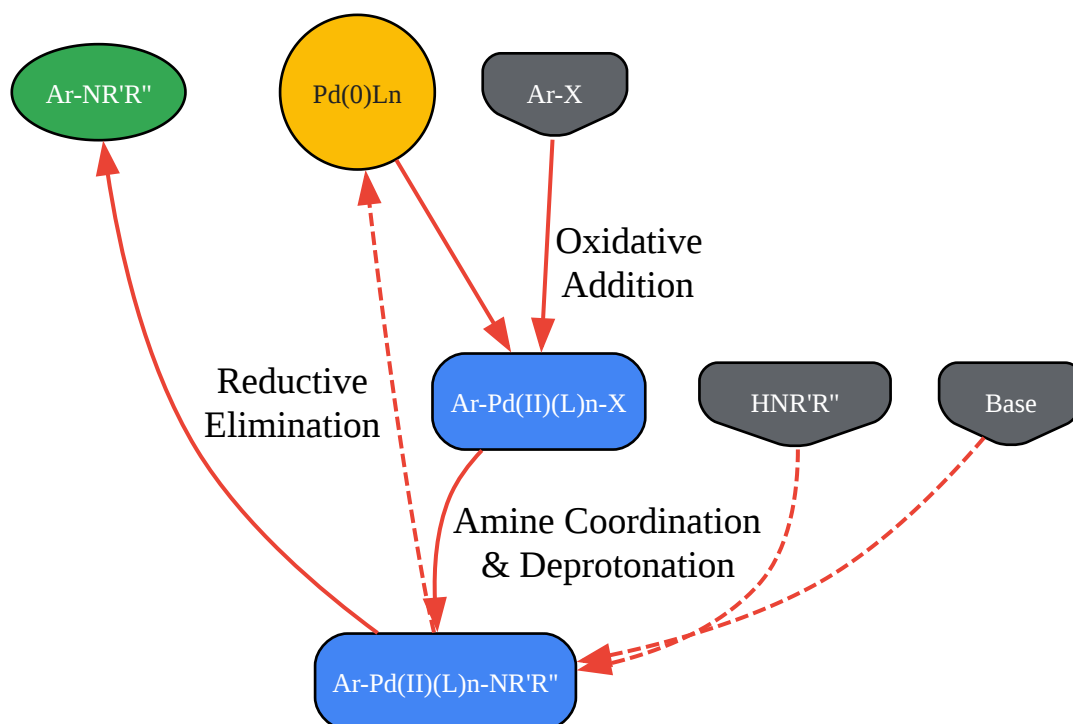 Ar-NR'R"
Pd(0)Ln
Ar-X
Oxidative
Addition
Reductive
Elimination
Ar-Pd(II)(L)n-X
HNR'R"
Base
Amine Coordination
& Deprotonation
Ar-Pd(II)(L)n-NR'R"